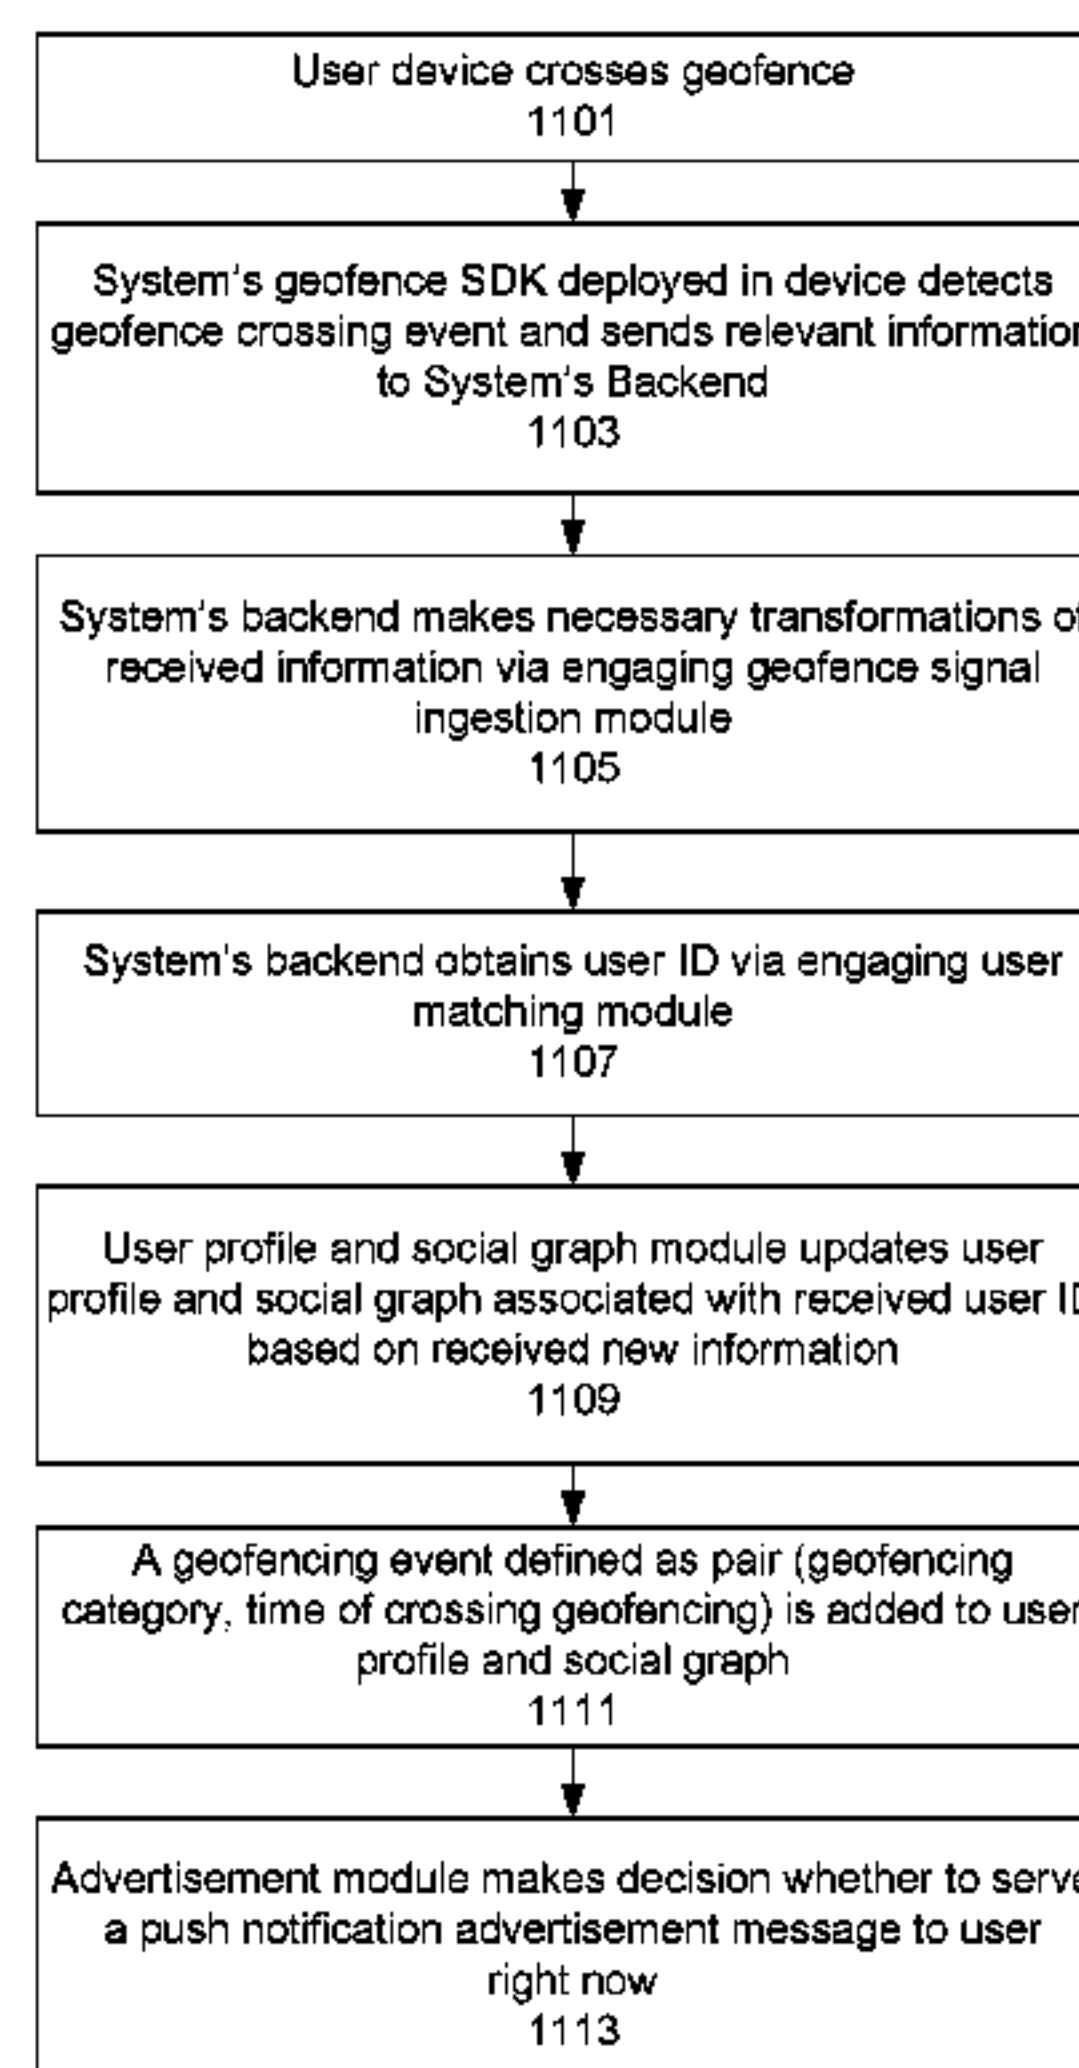 User device crosses geofence
1101
System's geofence SDK deployed in device detects
geofence crossing event and sends relevant information
to System's Backend
1103
System's backend makes necessary transformations of
received information via engaging geofence signal
ingestion module
1105
System's backend obtains user ID via engaging user
matching module
1107
User profile and social graph module updates user
profile and social graph associated with received user ID
based on received new information
1109
A geofencing event defined as pair (geofencing
category, time of crossing geofencing) is added to user
profile and social graph
1111
Advertisement module makes decision whether to serve
a push notification advertisement message to user
right now
1113